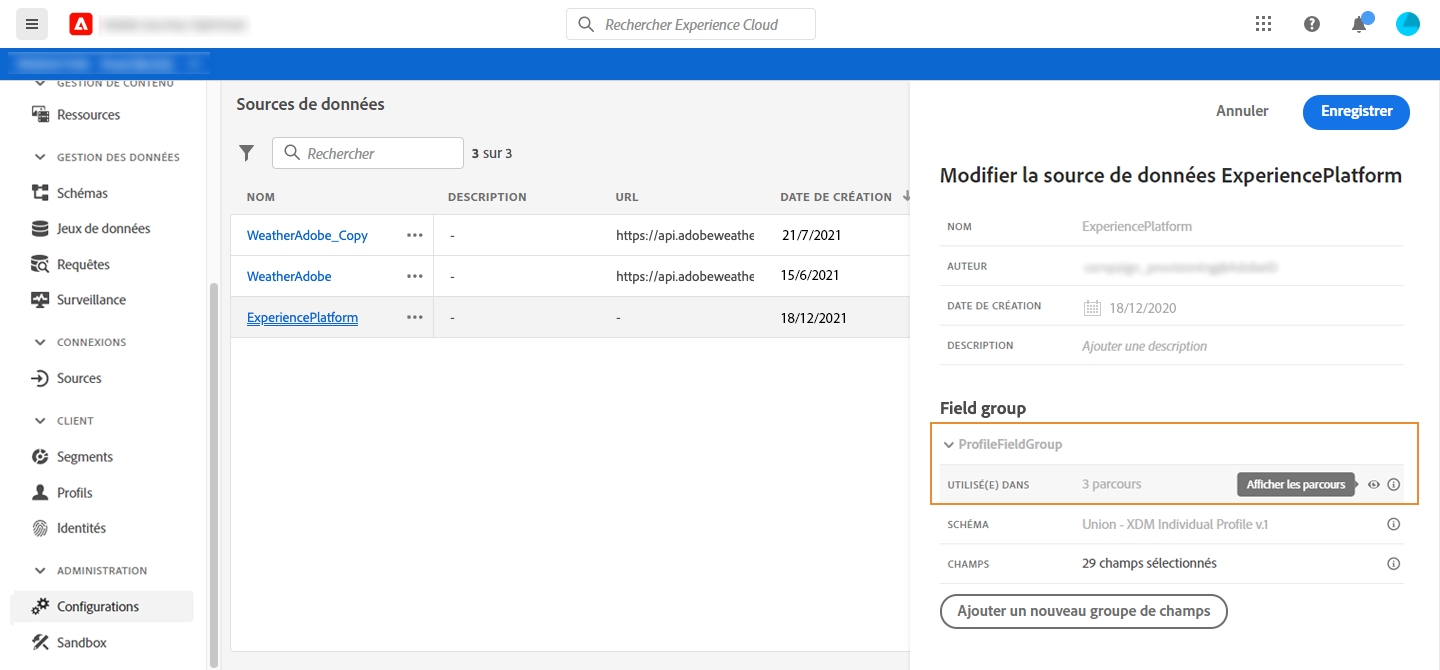 Rechercher Experience Cloud
GESTION DE CONTENU
Ressources
GESTION DES DONNÉES
Schémas
Jeux de données
Requêtes
Surveillance
CONNEXIONS
Sources
CLIENT
Segments
Profils
Identités
ADMINISTRATION
Configurations
Sandbox
Sources de données
Rechercher
3 sur 3
NOM DESCRIPTION URL DATE DE CRÉATION
WeatherAdobe_Copy - https://api.adobeweathe 21/7/2021
WeatherAdobe - https://api.adobeweathe 15/6/2021
ExperiencePlatform - - 18/12/2021
Annuler
Enregistrer
Modifier la source de données ExperiencePlatform
NOM ExperiencePlatform
AUTEUR
DATE DE CRÉATION 18/12/2020
DESCRIPTION Ajouter une description
Field group
ProfileFieldGroup
UTILISÉ(E) DANS 3 parcours Afficher les parcours
SCHÉMA Union - XDM Individual Profile v.1
CHAMPS 29 champs sélectionnés
Ajouter un nouveau groupe de champs